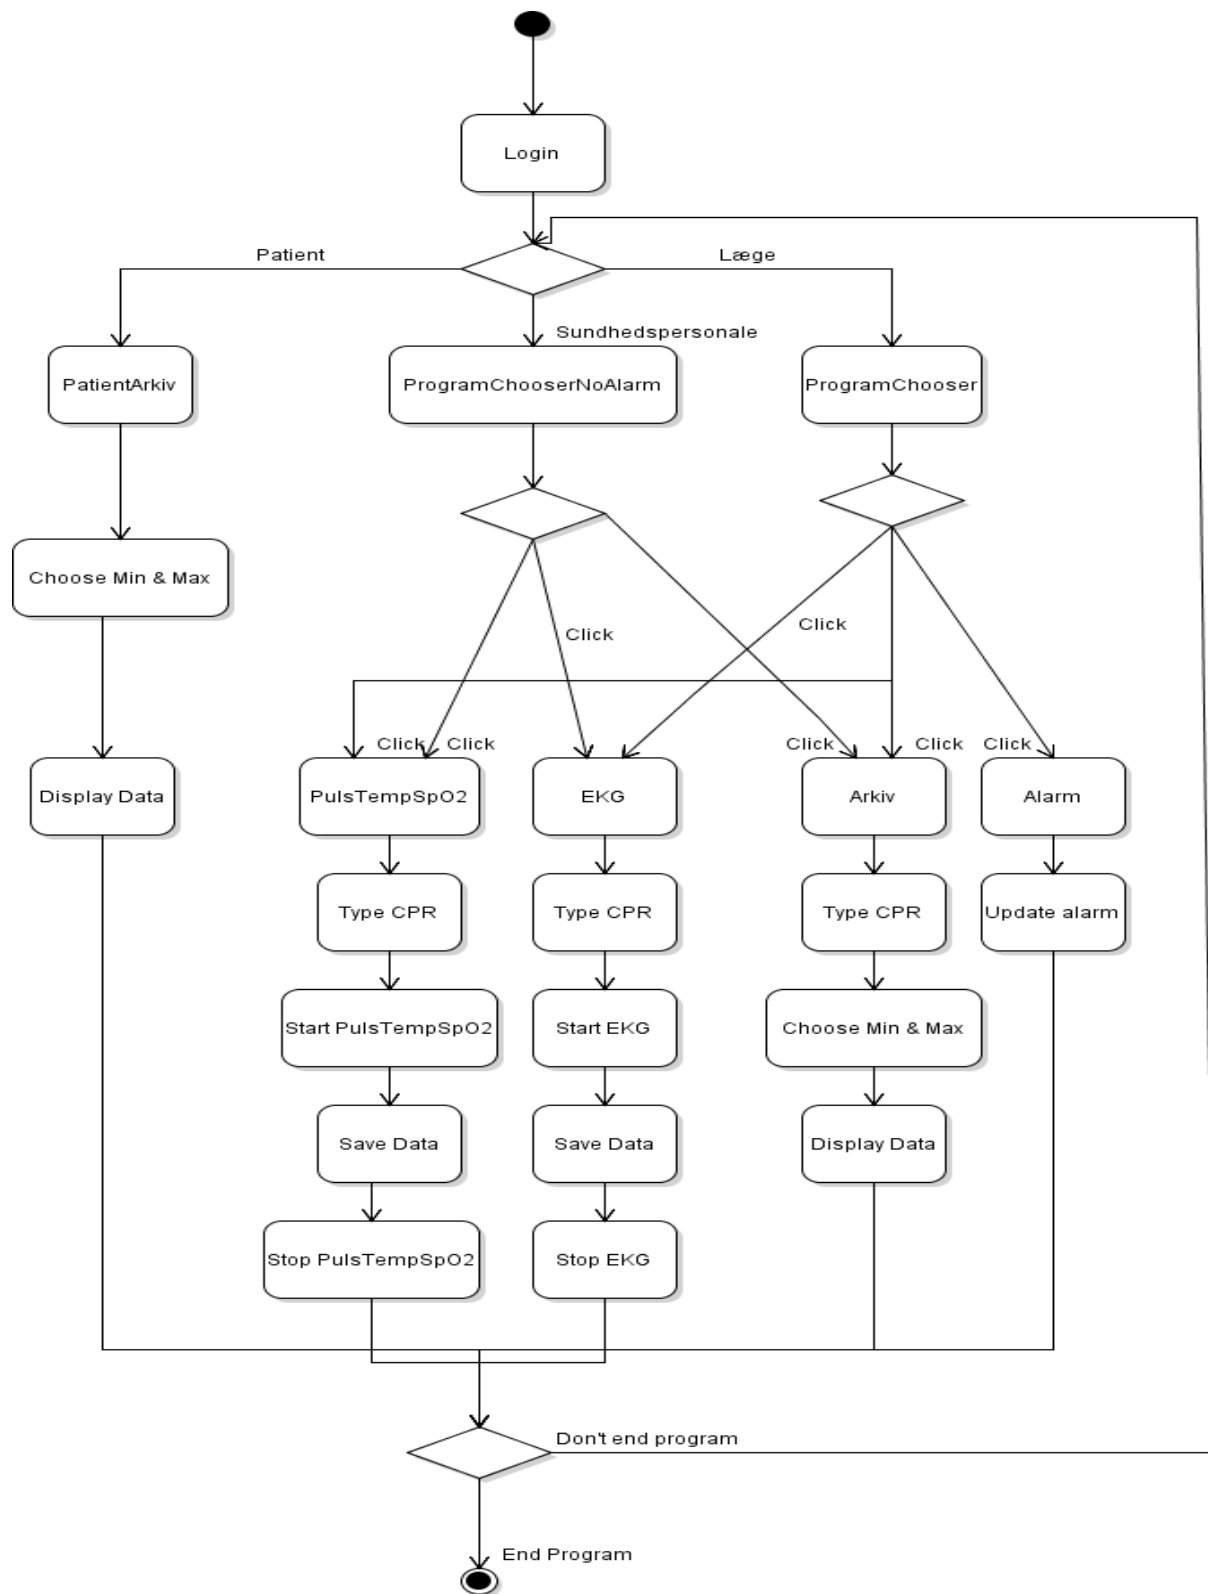 Login
Patient
Læge
Sundhedspersonale
PatientArkiv
ProgramChooserNoAlarm
ProgramChooser
Choose Min & Max
Click
Click
Click
Click
Click
Click
Click
Display Data
PulsTempSpO2
EKG
Arkiv
Alarm
Type CPR
Type CPR
Type CPR
Update alarm
Start PulsTempSpO2
Start EKG
Choose Min & Max
Save Data
Save Data
Display Data
Stop PulsTempSpO2
Stop EKG
Don't end program
End Program